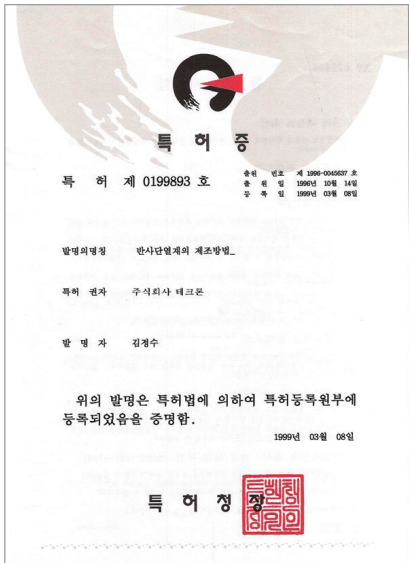 특 허 증
특 허 제 0199893 호
출원 번호 제 1996-0045637 호
출 원 일 1996년 10월 14일
등 록 일 1999년 03월 08일
발명의명칭 반사단열재의 제조방법_
특허 권자 주식회사 테크론
발 명 자 김정수
위의 발명은 특허법에 의하여 특허등록원부에
등록되었음을 증명함.
1999년 03월 08일
특 허 청 장